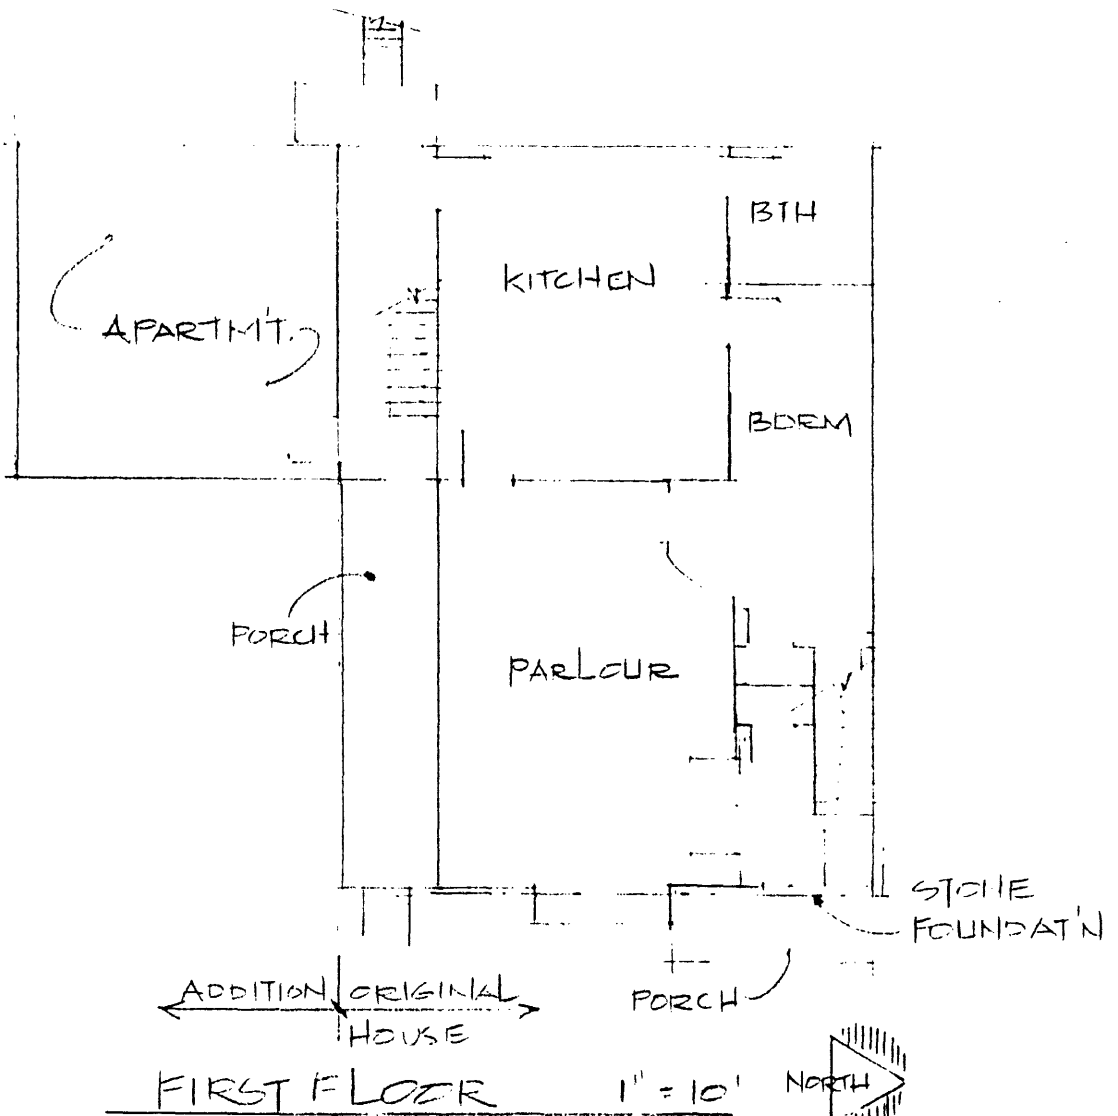 BTH
KITCHEN
APARTM'T.
BDRM
PORCH
PARLOUR
STONE
FOUNDAT'N
ADDITION ORIGINAL
HOUSE
PORCH
FIRST FLOOR 1" = 10' NORTH